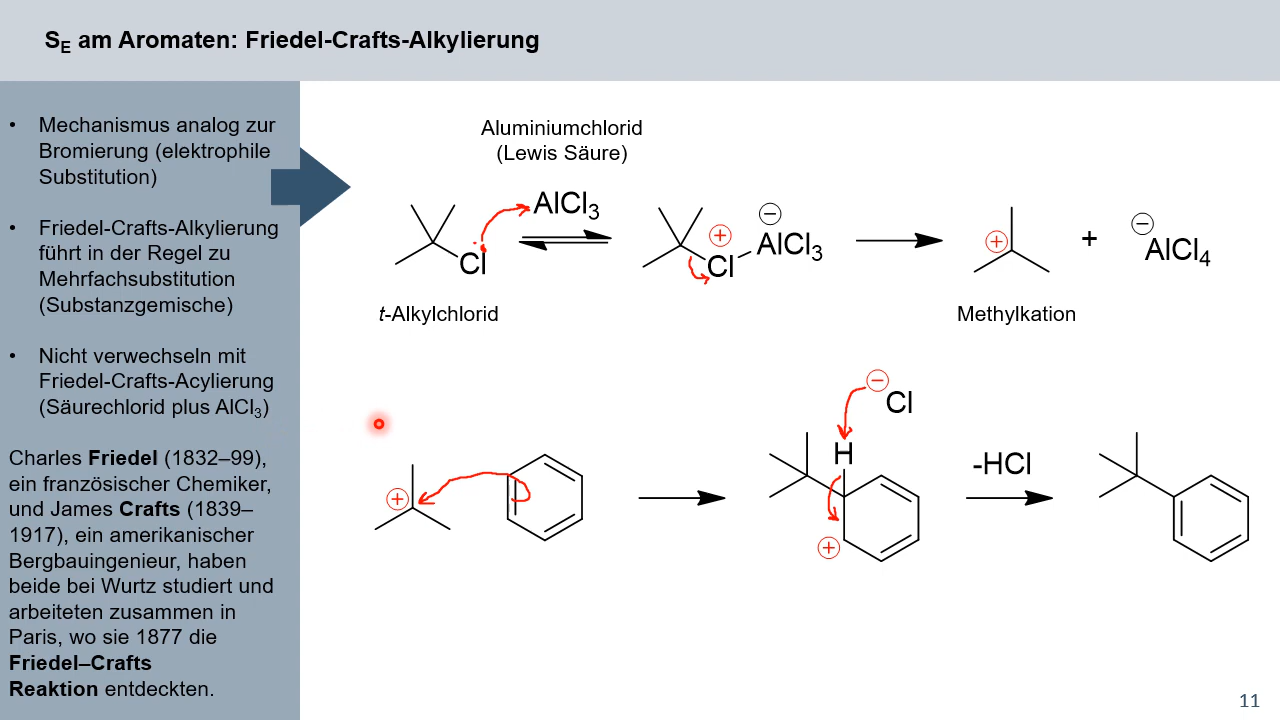 SE am Aromaten: Friedel-Crafts-Alkylierung
• Mechanismus analog zur
Bromierung (elektrophile
Substitution)
• Friedel-Crafts-Alkylierung
führt in der Regel zu
Mehrfachsubstitution
(Substanzgemische)
• Nicht verwechseln mit
Friedel-Crafts-Acylierung
(Säurechlorid plus AlCl3)
Charles Friedel (1832–99),
ein französischer Chemiker,
und James Crafts (1839–
1917), ein amerikanischer
Bergbauingenieur, haben
beide bei Wurtz studiert und
arbeiteten zusammen in
Paris, wo sie 1877 die
Friedel–Crafts
Reaktion entdeckten.
Aluminiumchlorid
(Lewis Säure)
AlCl3
Cl
+
Cl
−
AlCl3
+
+
−
AlCl4
t-Alkylchlorid
Methylkation
+
−
Cl
H
+
-HCl
11